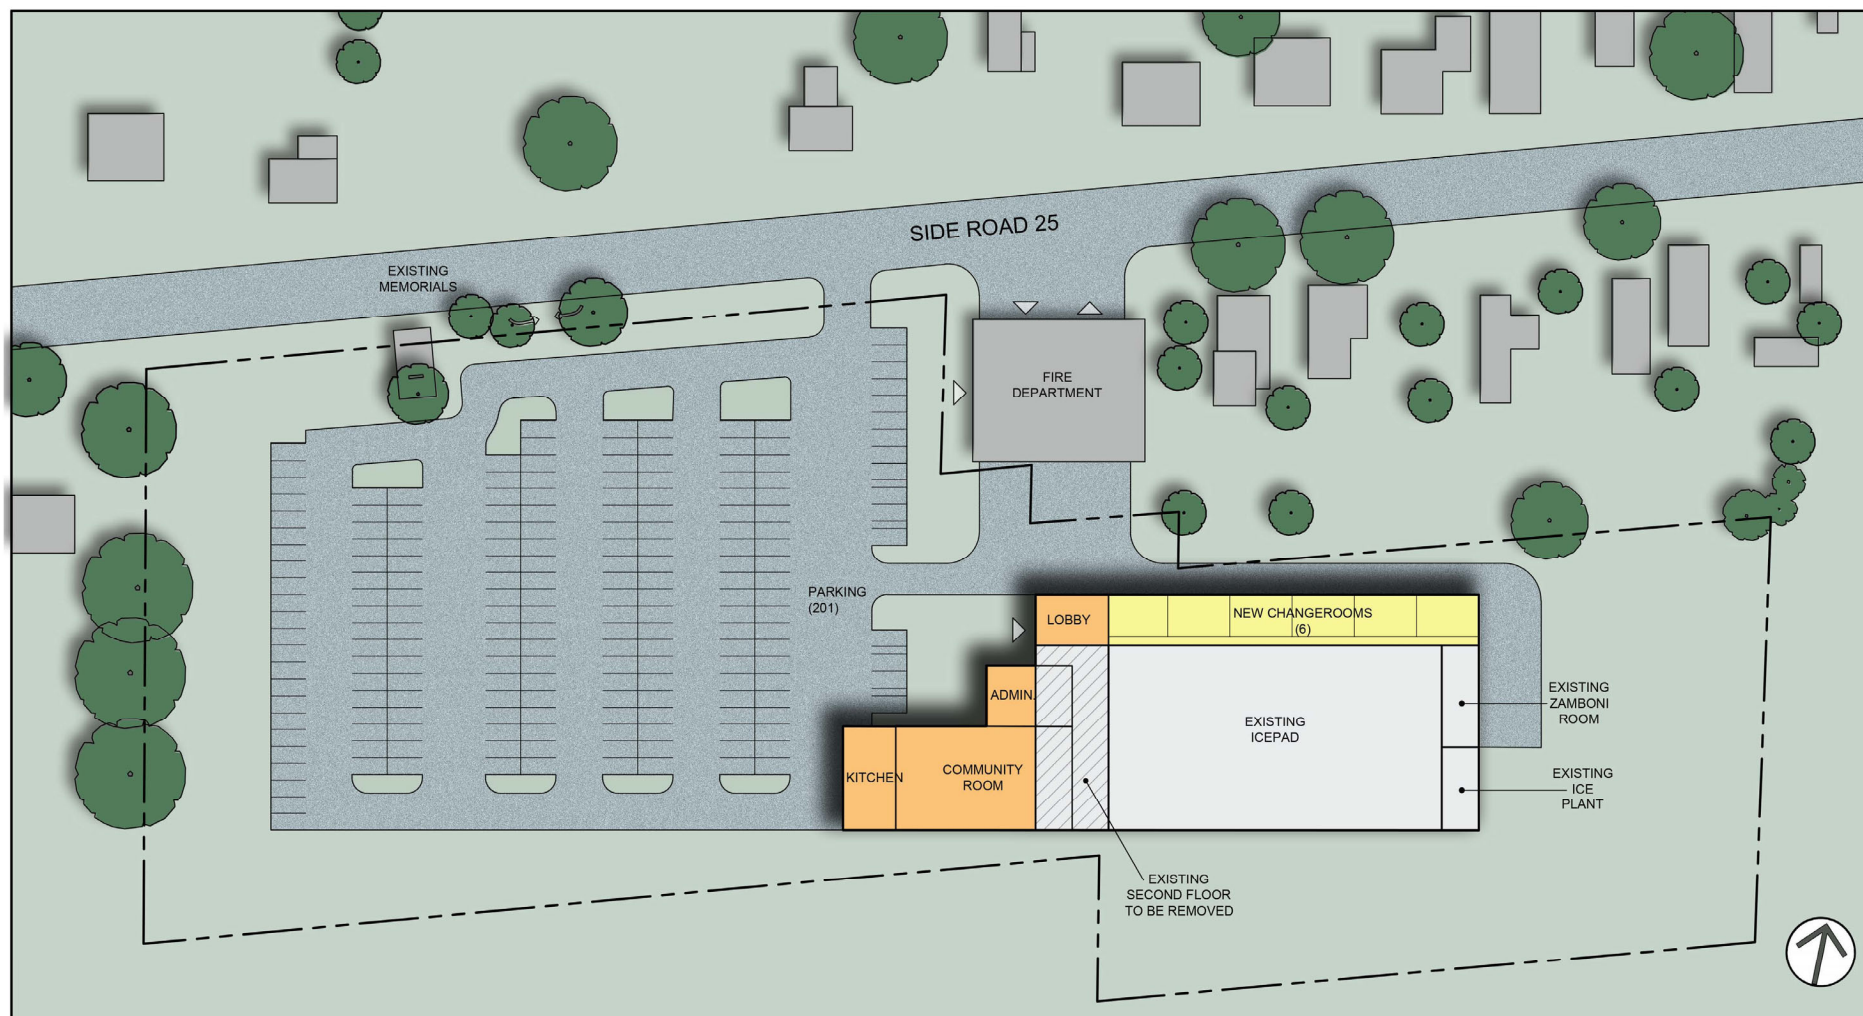 SIDE ROAD 25
EXISTING
MEMORIALS
FIRE
DEPARTMENT
PARKING
(201)
LOBBY
NEW CHANGEROOMS
(6)
ADMIN.
EXISTING
ZAMBONI
ROOM
EXISTING
ICEPAD
KITCHEN
COMMUNITY
ROOM
EXISTING
ICE
PLANT
EXISTING
SECOND FLOOR
TO BE REMOVED